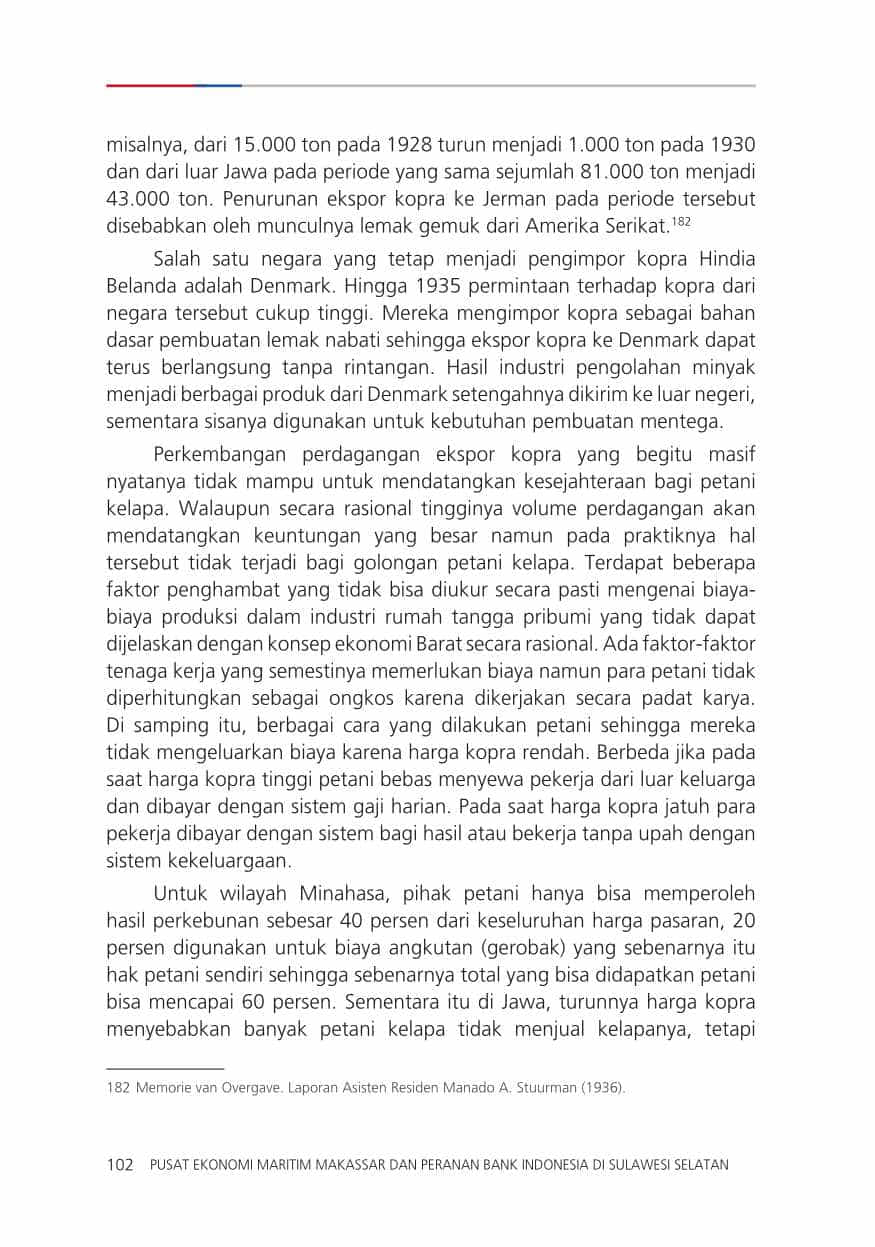 misalnya, dari 15.000 ton pada 1928 turun menjadi 1.000 ton pada 1930
dan dari luar Jawa pada periode yang sama sejumlah 81.000 ton menjadi
43.000 ton. Penurunan ekspor kopra ke Jerman pada periode tersebut
disebabkan oleh munculnya lemak gemuk dari Amerika Serikat.182
Salah satu negara yang tetap menjadi pengimpor kopra Hindia
Belanda adalah Denmark. Hingga 1935 permintaan terhadap kopra dari
negara tersebut cukup tinggi. Mereka mengimpor kopra sebagai bahan
dasar pembuatan lemak nabati sehingga ekspor kopra ke Denmark dapat
terus berlangsung tanpa rintangan. Hasil industri pengolahan minyak
menjadi berbagai produk dari Denmark setengahnya dikirim ke luar negeri,
sementara sisanya digunakan untuk kebutuhan pembuatan mentega.
Perkembangan perdagangan ekspor kopra yang begitu masif
nyatanya tidak mampu untuk mendatangkan kesejahteraan bagi petani
kelapa. Walaupun secara rasional tingginya volume perdagangan akan
mendatangkan keuntungan yang besar namun pada praktiknya hal
tersebut tidak terjadi bagi golongan petani kelapa. Terdapat beberapa
faktor penghambat yang tidak bisa diukur secara pasti mengenai biaya-
biaya produksi dalam industri rumah tangga pribumi yang tidak dapat
dijelaskan dengan konsep ekonomi Barat secara rasional. Ada faktor-faktor
tenaga kerja yang semestinya memerlukan biaya namun para petani tidak
diperhitungkan sebagai ongkos karena dikerjakan secara padat karya.
Di samping itu, berbagai cara yang dilakukan petani sehingga mereka
tidak mengeluarkan biaya karena harga kopra rendah. Berbeda jika pada
saat harga kopra tinggi petani bebas menyewa pekerja dari luar keluarga
dan dibayar dengan sistem gaji harian. Pada saat harga kopra jatuh para
pekerja dibayar dengan sistem bagi hasil atau bekerja tanpa upah dengan
sistem kekeluargaan.
Untuk wilayah Minahasa, pihak petani hanya bisa memperoleh
hasil perkebunan sebesar 40 persen dari keseluruhan harga pasaran, 20
persen digunakan untuk biaya angkutan (gerobak) yang sebenarnya itu
hak petani sendiri sehingga sebenarnya total yang bisa didapatkan petani
bisa mencapai 60 persen. Sementara itu di Jawa, turunnya harga kopra
menyebabkan banyak petani kelapa tidak menjual kelapanya, tetapi
182 Memorie van Overgave. Laporan Asisten Residen Manado A. Stuurman (1936).
102 PUSAT EKONOMI MARITIM MAKASSAR DAN PERANAN BANK INDONESIA DI SULAWESI SELATAN